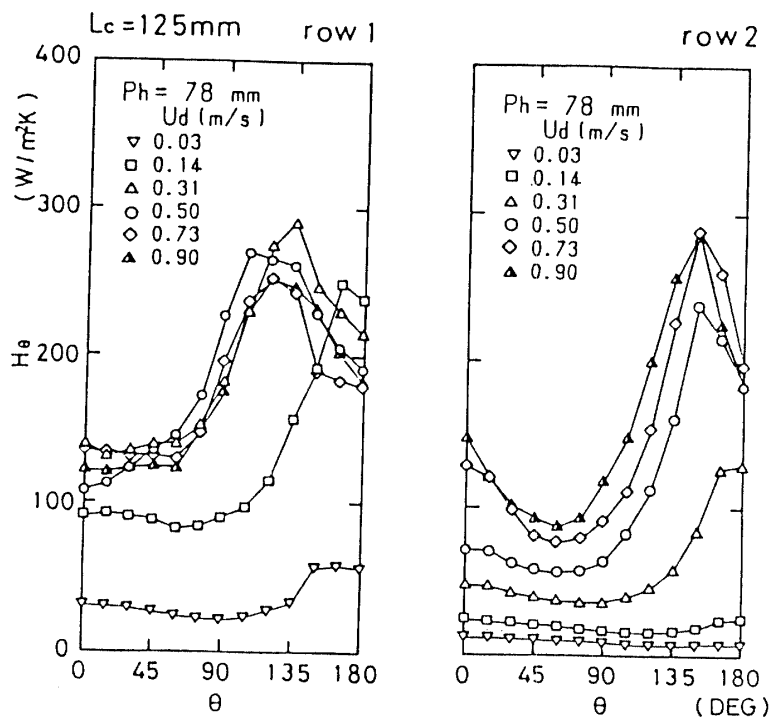 Lc = 125mm row 1
400
300
200
100
0
Hθ (W/m²K)
Ph = 78 mm
Ud (m/s)
▽ 0.03
□ 0.14
△ 0.31
○ 0.50
◇ 0.73
◮ 0.90
0 45 90 135 180
θ
row 2
Ph = 78 mm
Ud (m/s)
▽ 0.03
□ 0.14
△ 0.31
○ 0.50
◇ 0.73
◮ 0.90
0 45 90 135 180
θ (DEG)